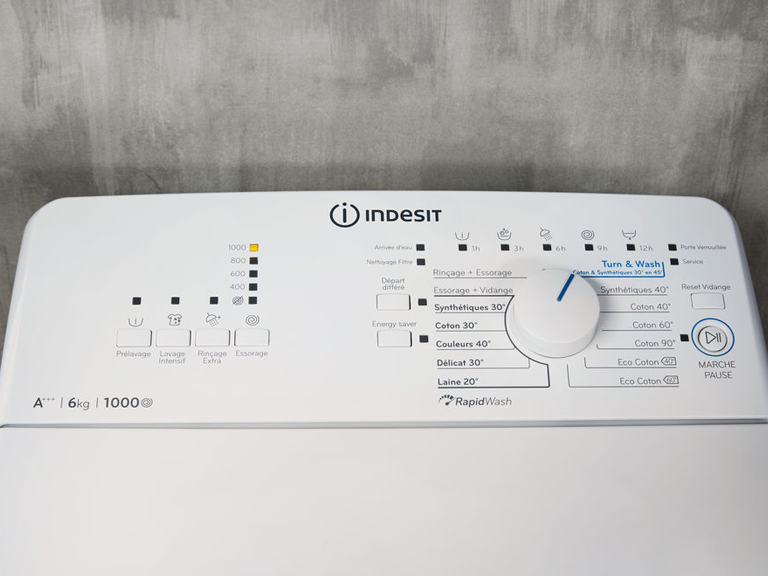 INDESIT
1000
800
600
400
Prélavage
Lavage
Intensif
Rinçage
Extra
Essorage
A+++ | 6kg | 1000
Arrivée d'eau
Nettoyage Filtre
1h
3h
6h
9h
12h
Porte Verrouillée
Service
Départ
différé
Energy saver
Rinçage + Essorage
Essorage + Vidange
Synthétiques 30°
Coton 30°
Couleurs 40°
Délicat 30°
Laine 20°
RapidWash
Turn & Wash
Coton & Synthétiques 30° en 45'
Synthétiques 40°
Coton 40°
Coton 60°
Coton 90°
Eco Coton 40°
Eco Coton 60°
Reset Vidange
MARCHE
PAUSE